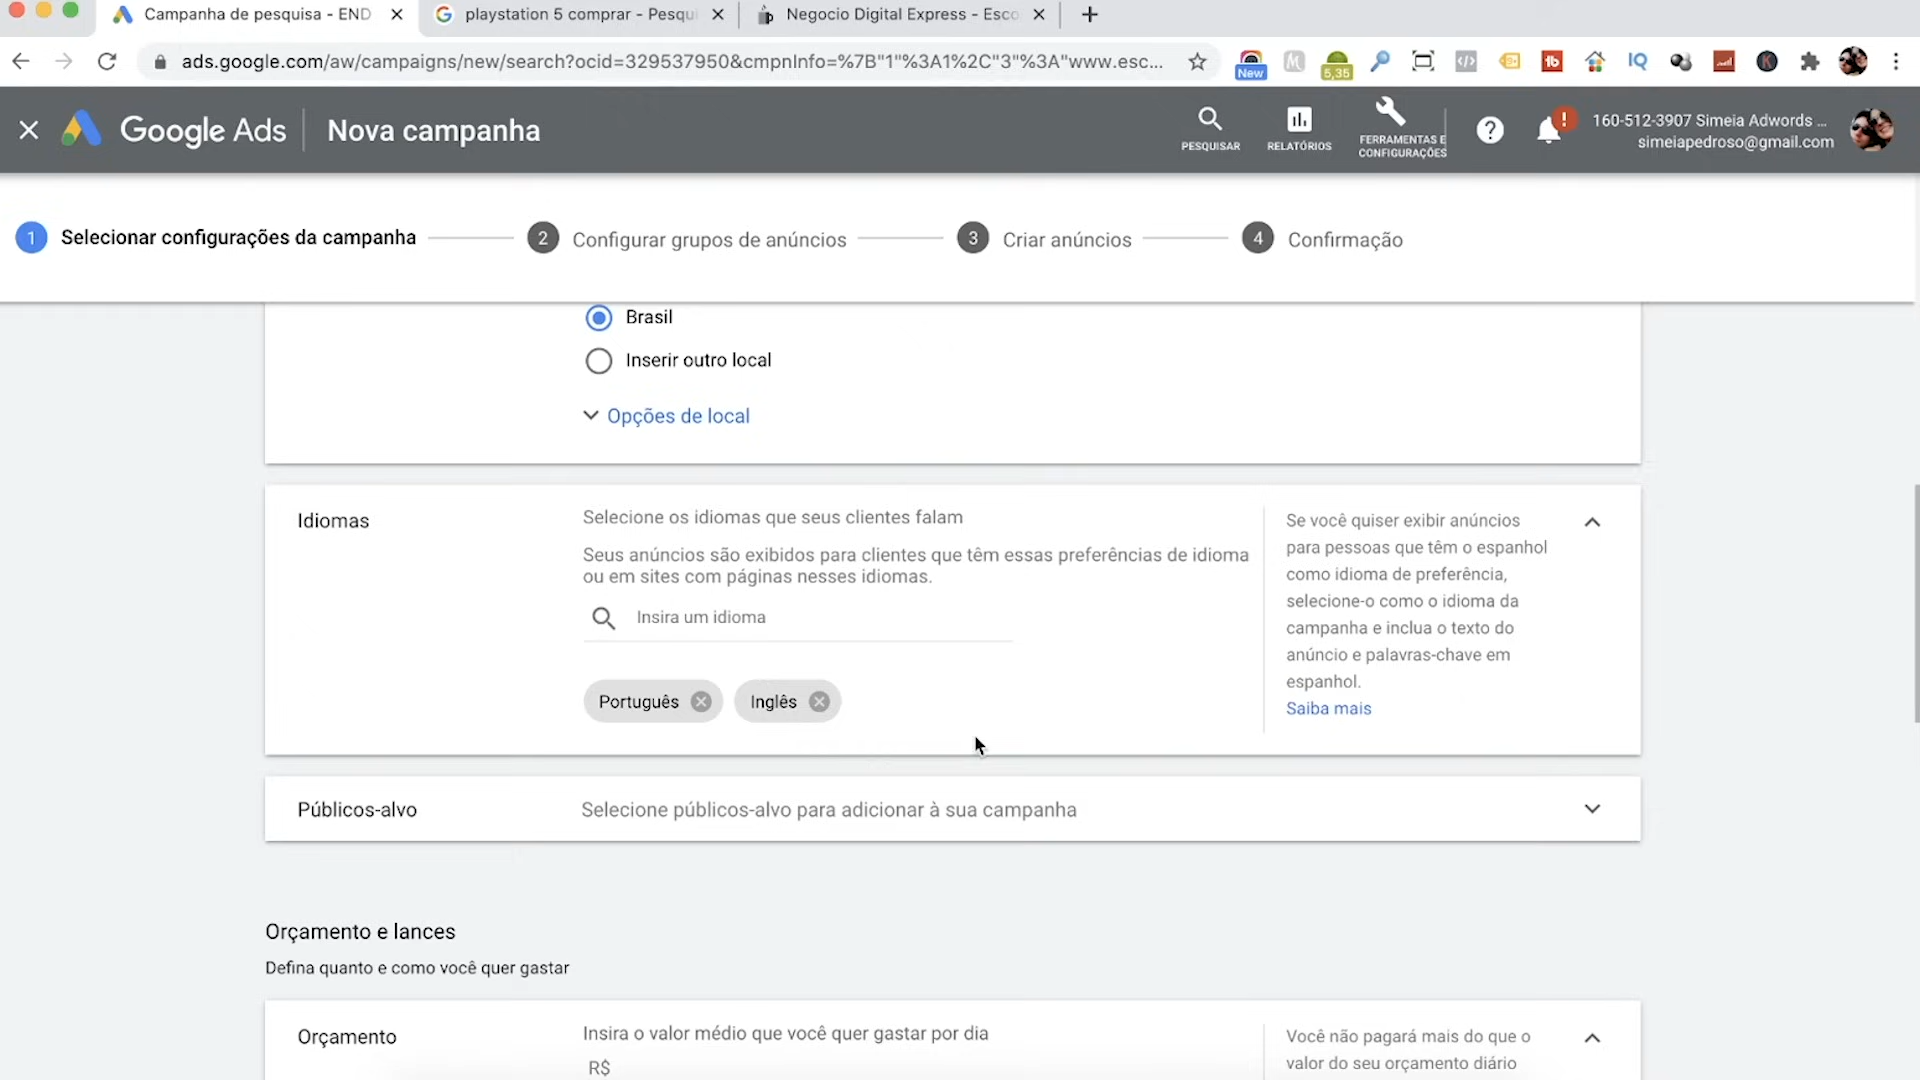 Campanha de pesquisa - END
playstation 5 comprar - Pesqui
Negocio Digital Express - Esco
ads.google.com/aw/campaigns/new/search?ocid=329537950&cmpnInfo=%7B"1"%3A1%2C"3"%3A"www.esc...
New
5,35
Google Ads
Nova campanha
PESQUISAR
RELATÓRIOS
FERRAMENTAS E
CONFIGURAÇÕES
160-512-3907 Simeia Adwords ...
simeiapedroso@gmail.com
1 Selecionar configurações da campanha
2 Configurar grupos de anúncios
3 Criar anúncios
4 Confirmação
Brasil
Inserir outro local
Opções de local
Idiomas
Selecione os idiomas que seus clientes falam
Seus anúncios são exibidos para clientes que têm essas preferências de idioma
ou em sites com páginas nesses idiomas.
Insira um idioma
Português
Inglês
Se você quiser exibir anúncios
para pessoas que têm o espanhol
como idioma de preferência,
selecione-o como o idioma da
campanha e inclua o texto do
anúncio e palavras-chave em
espanhol.
Saiba mais
Públicos-alvo
Selecione públicos-alvo para adicionar à sua campanha
Orçamento e lances
Defina quanto e como você quer gastar
Orçamento
Insira o valor médio que você quer gastar por dia
R$
Você não pagará mais do que o
valor do seu orçamento diário